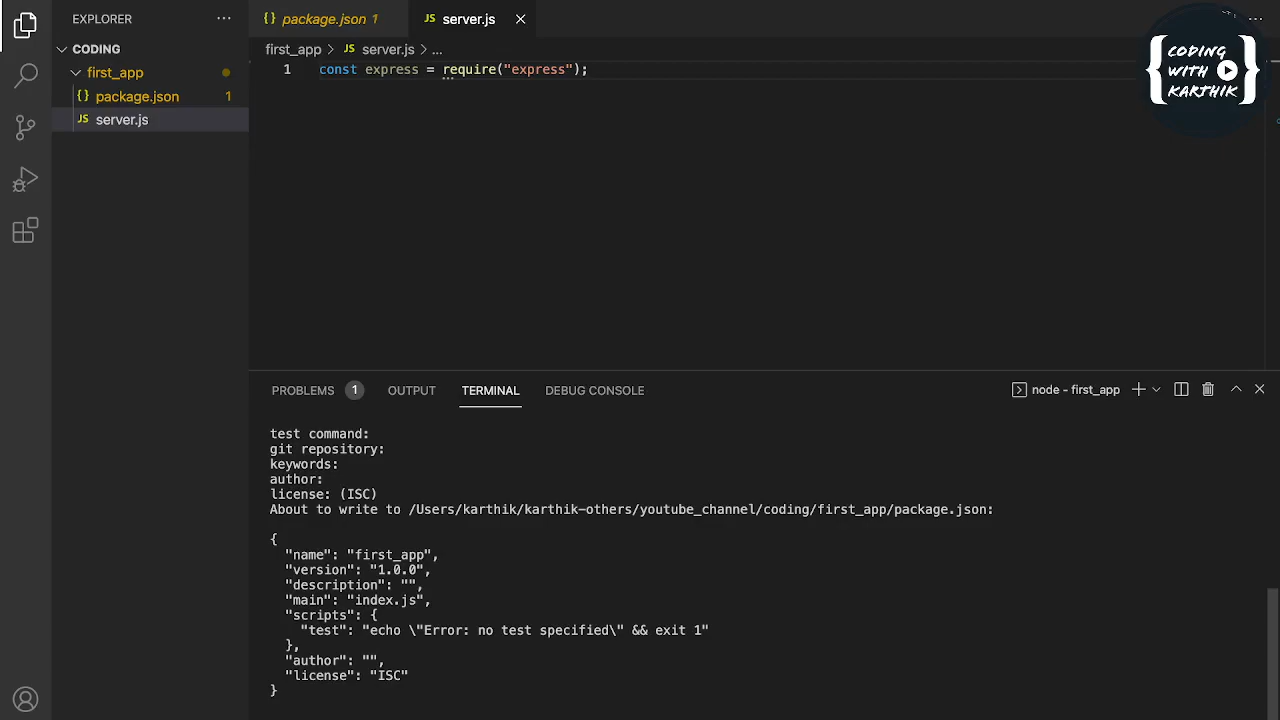 EXPLORER ...
CODING
first_app
{} package.json 1
JS server.js
{} package.json 1
JS server.js
first_app > JS server.js > ...
1 const express = require("express");
{ CODING WITH KARTHIK }
PROBLEMS 1 OUTPUT TERMINAL DEBUG CONSOLE
node - first_app
test command:
git repository:
keywords:
author:
license: (ISC)
About to write to /Users/karthik/karthik-others/youtube_channel/coding/first_app/package.json:
{
"name": "first_app",
"version": "1.0.0",
"description": "",
"main": "index.js",
"scripts": {
"test": "echo \"Error: no test specified\" && exit 1"
},
"author": "",
"license": "ISC"
}